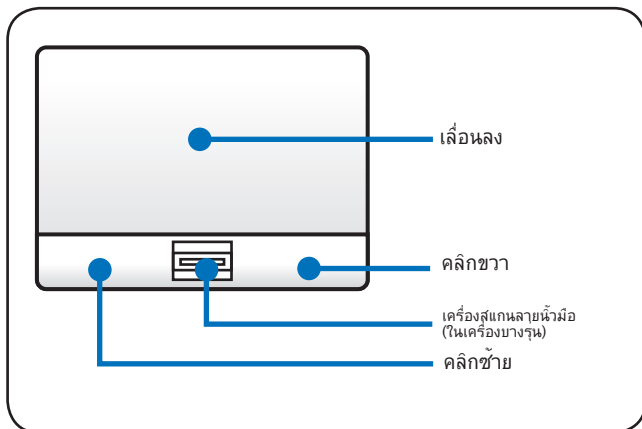 เลื่อนลง
คลิกขวา
เครื่องสแกนลายนิ้วมือ
(ในเครื่องบางรุ่น)
คลิกซ้าย